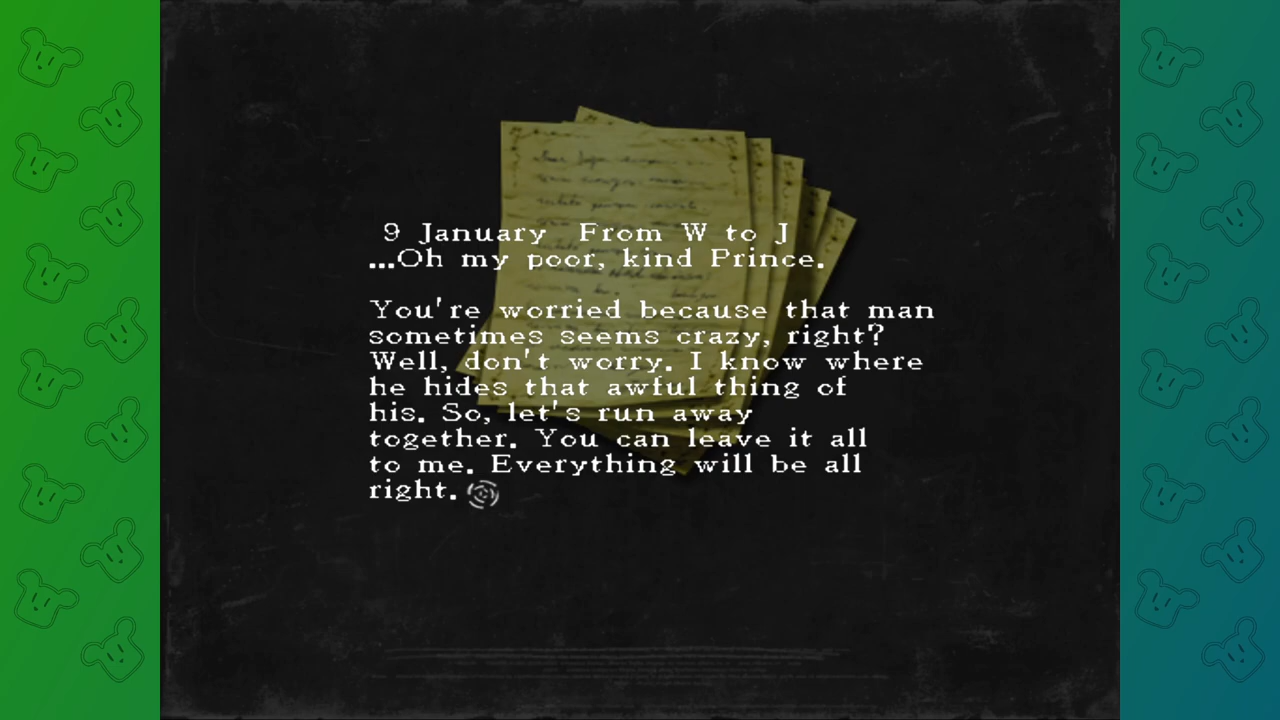 9 January From W to J
...Oh my poor, kind Prince.
You're worried because that man
sometimes seems crazy, right?
Well, don't worry. I know where
he hides that awful thing of
his. So, let's run away
together. You can leave it all
to me. Everything will be all
right.